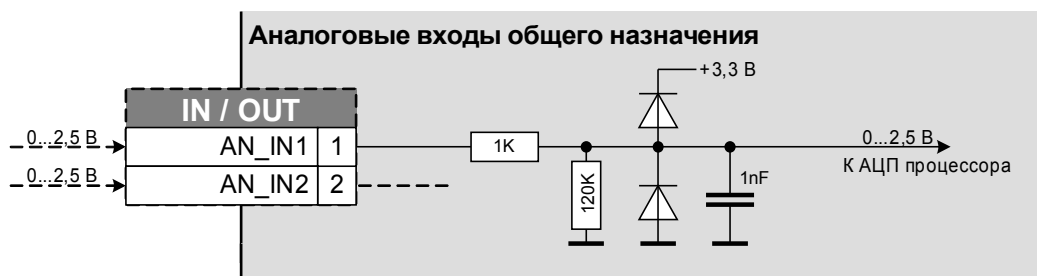 Аналоговые входы общего назначения
+3,3 В
IN / OUT
0...2,5 В
AN_IN1
1
1K
0...2,5 В
К АЦП процессора
0...2,5 В
AN_IN2
2
120K
1nF